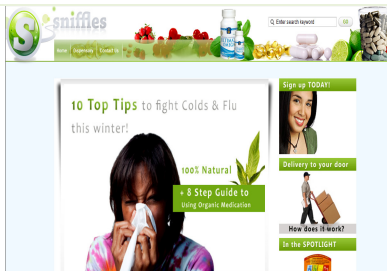 S
sniffles
Enter search keyword
GO
Home
Dispensary
Contact Us
10 Top Tips to fight Colds & Flu
this winter!
100% Natural
+ 8 Step Guide to
Using Organic Medication
Sign up TODAY!
Delivery to your door
How does it work?
In the SPOTLIGHT